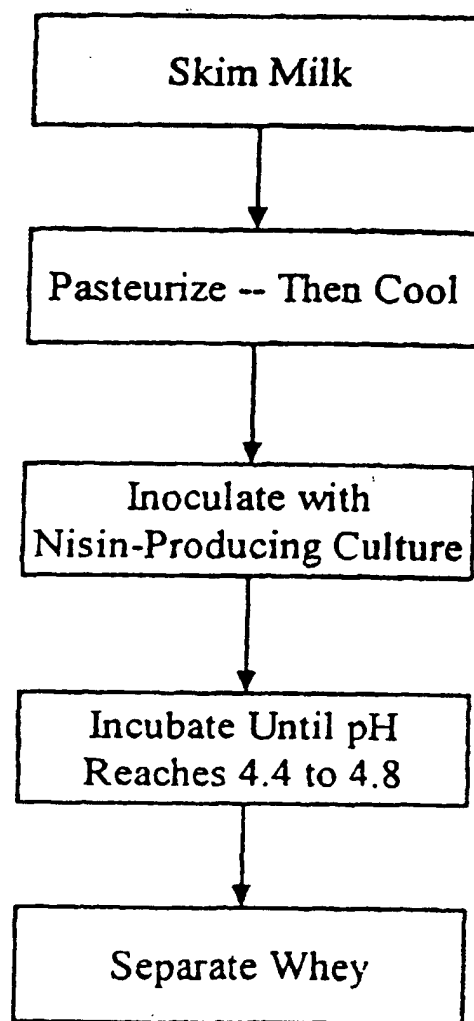 Skim Milk
Pasteurize -- Then Cool
Inoculate with
Nisin-Producing Culture
Incubate Until pH
Reaches 4.4 to 4.8
Separate Whey